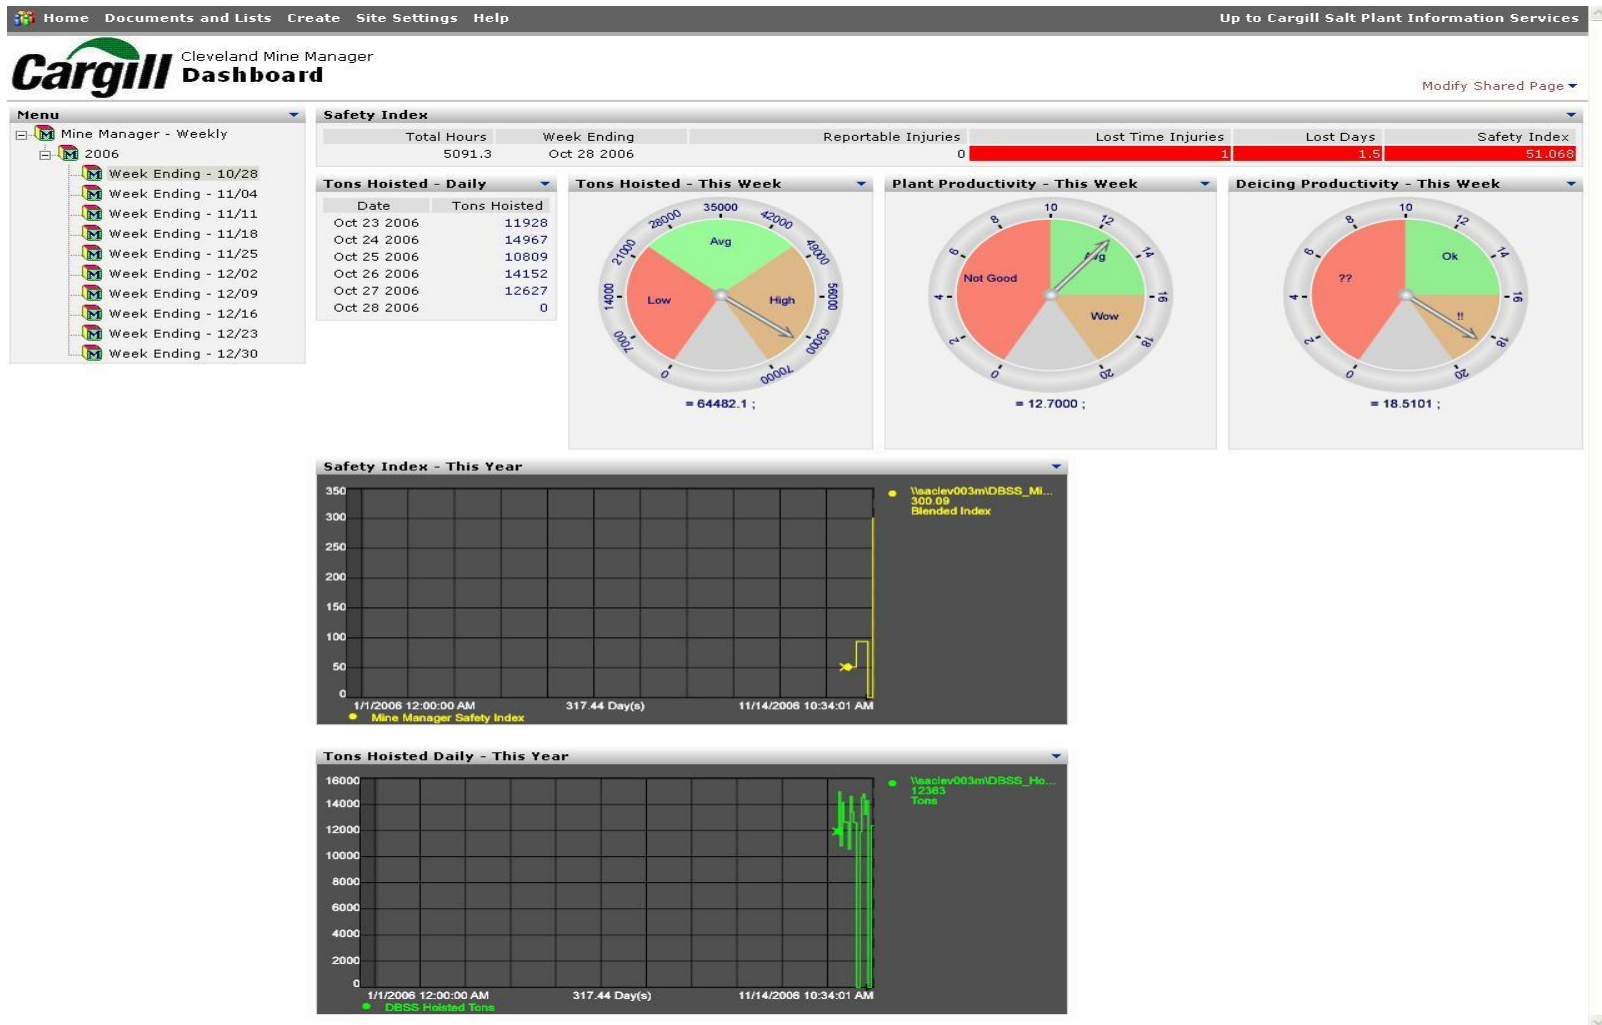 Home Documents and Lists Create Site Settings Help Up to Cargill Salt Plant Information Services
Cargill
Cleveland Mine Manager
Dashboard
Modify Shared Page
Menu
Mine Manager - Weekly
2006
Week Ending - 10/28
Week Ending - 11/04
Week Ending - 11/11
Week Ending - 11/18
Week Ending - 11/25
Week Ending - 12/02
Week Ending - 12/09
Week Ending - 12/16
Week Ending - 12/23
Week Ending - 12/30
Safety Index
Total Hours Week Ending Reportable Injuries Lost Time Injuries Lost Days Safety Index
5091.3 Oct 28 2006 0 1 1.5 51.068
Tons Hoisted - Daily
Date Tons Hoisted
Oct 23 2006 11928
Oct 24 2006 14967
Oct 25 2006 10809
Oct 26 2006 14152
Oct 27 2006 12627
Oct 28 2006 0
Tons Hoisted - This Week
0
7000
14000
21000
28000
35000
42000
49000
56000
63000
70000
Low
Avg
High
= 64482.1 ;
Plant Productivity - This Week
0
2
4
6
8
10
12
14
16
18
20
Not Good
Avg
Wow
= 12.7000 ;
Deicing Productivity - This Week
0
2
4
6
8
10
12
14
16
18
20
??
Ok
!!
= 18.5101 ;
Safety Index - This Year
350
300
250
200
150
100
50
0
1/1/2006 12:00:00 AM 317.44 Day(s) 11/14/2006 10:34:01 AM
Mine Manager Safety Index
\\saclev003m\DBSS_Mi...
300.09
Blended Index
Tons Hoisted Daily - This Year
16000
14000
12000
10000
8000
6000
4000
2000
0
1/1/2006 12:00:00 AM 317.44 Day(s) 11/14/2006 10:34:01 AM
DBSS Hoisted Tons
\\saclev003m\DBSS_Ho...
12363
Tons